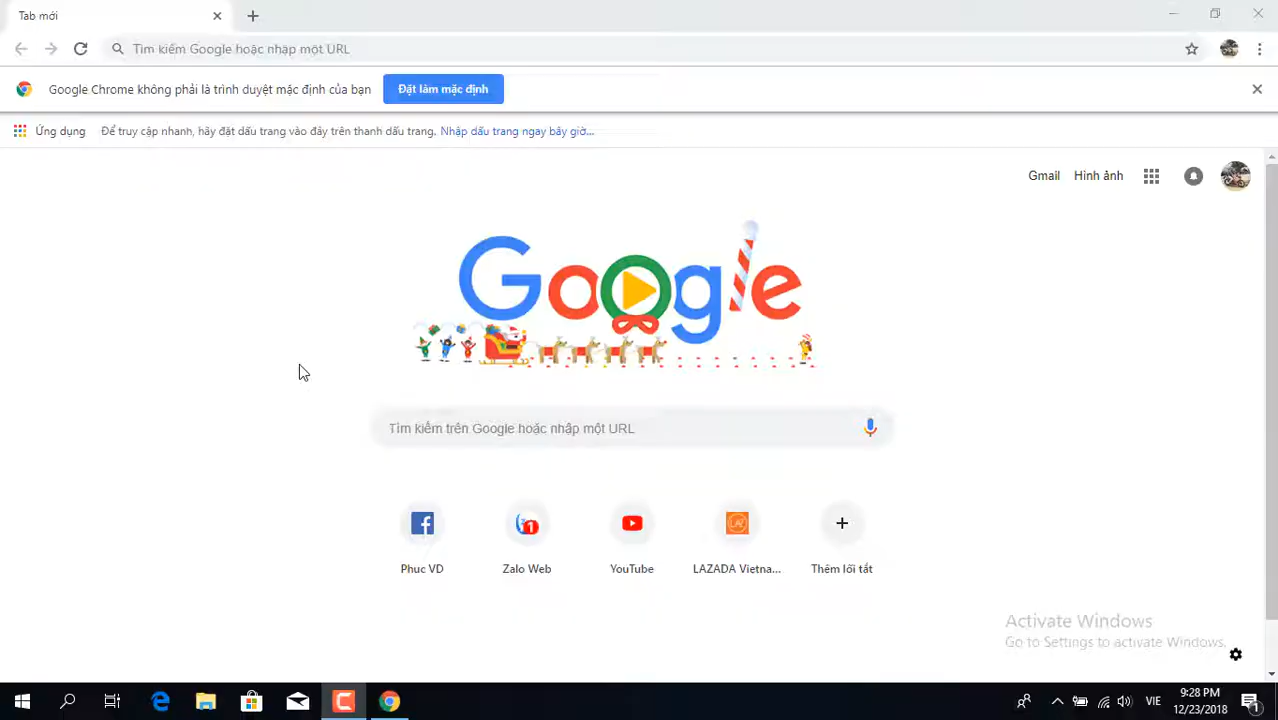 Tab mới
Tìm kiếm Google hoặc nhập một URL
Google Chrome không phải là trình duyệt mặc định của bạn
Đặt làm mặc định
Ứng dụng
Để truy cập nhanh, hãy đặt dấu trang vào đây trên thanh dấu trang. Nhập dấu trang ngay bây giờ...
Gmail
Hình ảnh
Google
Tìm kiếm trên Google hoặc nhập một URL
1
LAZ
Phuc VD
Zalo Web
YouTube
LAZADA Vietna...
Thêm lối tắt
Activate Windows
Go to Settings to activate Windows.
VIE
9:28 PM
12/23/2018
1